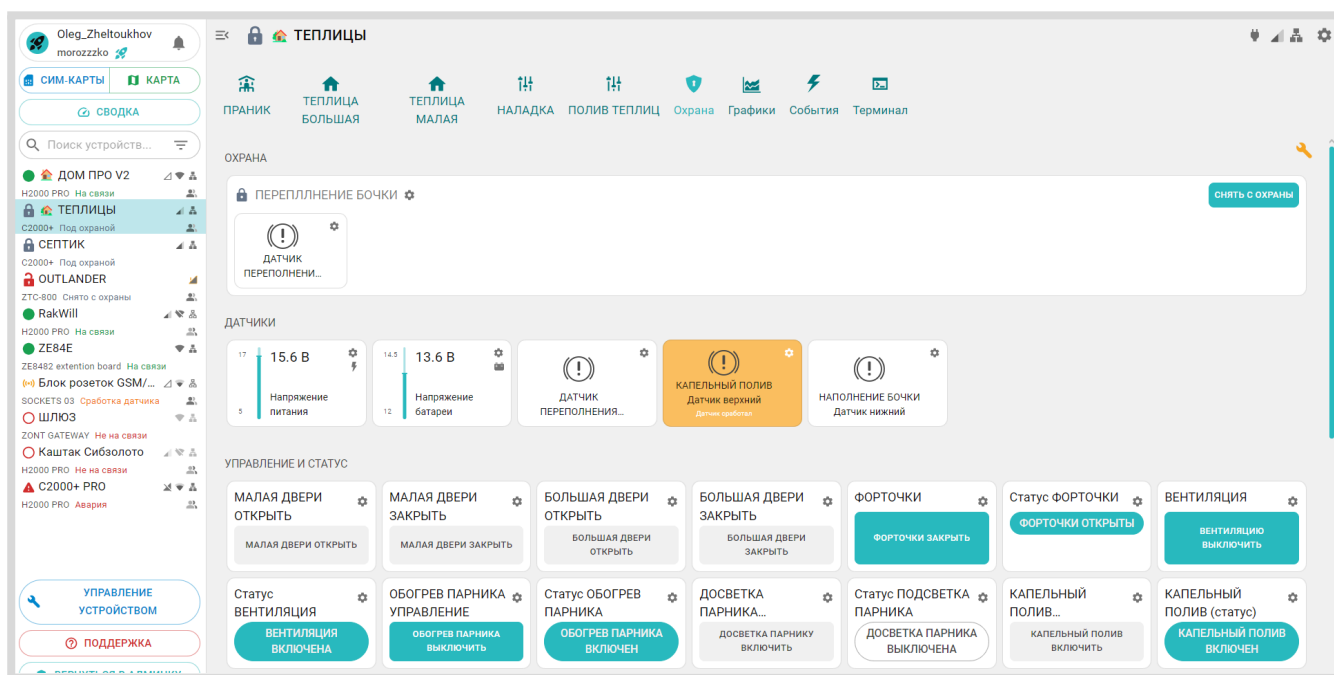 Oleg_Zheltoukhov
morozzzko
СИМ-КАРТЫ
КАРТА
СВОДКА
Поиск устройств...
ДОМ ПРО V2
H2000 PRO На связи
ТЕПЛИЦЫ
C2000+ Под охраной
СЕПТИК
C2000+ Под охраной
OUTLANDER
ZTC-800 Снято с охраны
RakWill
H2000 PRO На связи
ZE84E
ZE8482 extention board На связи
Блок розеток GSM/...
SOCKETS 03 Сработка датчика
ШЛЮЗ
ZONT GATEWAY Не на связи
Каштак Сибзолото
H2000 PRO Не на связи
C2000+ PRO
H2000 PRO Авария
УПРАВЛЕНИЕ
УСТРОЙСТВОМ
ПОДДЕРЖКА
ВЕРНУТЬСЯ В АДМИНКУ
ТЕПЛИЦЫ
ПРАНИК
ТЕПЛИЦА
БОЛЬШАЯ
ТЕПЛИЦА
МАЛАЯ
НАЛАДКА
ПОЛИВ ТЕПЛИЦ
Охрана
Графики
События
Терминал
ОХРАНА
ПЕРЕПЛЛНЕНИЕ БОЧКИ
СНЯТЬ С ОХРАНЫ
ДАТЧИК
ПЕРЕПОЛНЕНИ...
ДАТЧИКИ
17
15.6 В
Напряжение
питания
5
14.5
13.6 В
Напряжение
батареи
12
ДАТЧИК
ПЕРЕПОЛНЕНИЯ...
КАПЕЛЬНЫЙ ПОЛИВ
Датчик верхний
Датчик сработал
НАПОЛНЕНИЕ БОЧКИ
Датчик нижний
УПРАВЛЕНИЕ И СТАТУС
МАЛАЯ ДВЕРИ
ОТКРЫТЬ
МАЛАЯ ДВЕРИ ОТКРЫТЬ
МАЛАЯ ДВЕРИ
ЗАКРЫТЬ
МАЛАЯ ДВЕРИ ЗАКРЫТЬ
БОЛЬШАЯ ДВЕРИ
ОТКРЫТЬ
БОЛЬШАЯ ДВЕРИ
ОТКРЫТЬ
БОЛЬШАЯ ДВЕРИ
ЗАКРЫТЬ
БОЛЬШАЯ ДВЕРИ
ЗАКРЫТЬ
ФОРТОЧКИ
ФОРТОЧКИ ЗАКРЫТЬ
Статус ФОРТОЧКИ
ФОРТОЧКИ ОТКРЫТЫ
ВЕНТИЛЯЦИЯ
ВЕНТИЛЯЦИЮ
ВЫКЛЮЧИТЬ
Статус
ВЕНТИЛЯЦИЯ
ВЕНТИЛЯЦИЯ
ВКЛЮЧЕНА
ОБОГРЕВ ПАРНИКА
УПРАВЛЕНИЕ
ОБОГРЕВ ПАРНИКА
ВЫКЛЮЧИТЬ
Статус ОБОГРЕВ
ПАРНИКА
ОБОГРЕВ ПАРНИКА
ВКЛЮЧЕН
ДОСВЕТКА
ПАРНИКА...
ДОСВЕТКА ПАРНИКУ
ВКЛЮЧИТЬ
Статус ПОДСВЕТКА
ПАРНИКА
ДОСВЕТКА ПАРНИКА
ВЫКЛЮЧЕНА
КАПЕЛЬНЫЙ
ПОЛИВ...
КАПЕЛЬНЫЙ ПОЛИВ
ВКЛЮЧИТЬ
КАПЕЛЬНЫЙ
ПОЛИВ (статус)
КАПЕЛЬНЫЙ ПОЛИВ
ВКЛЮЧЕН